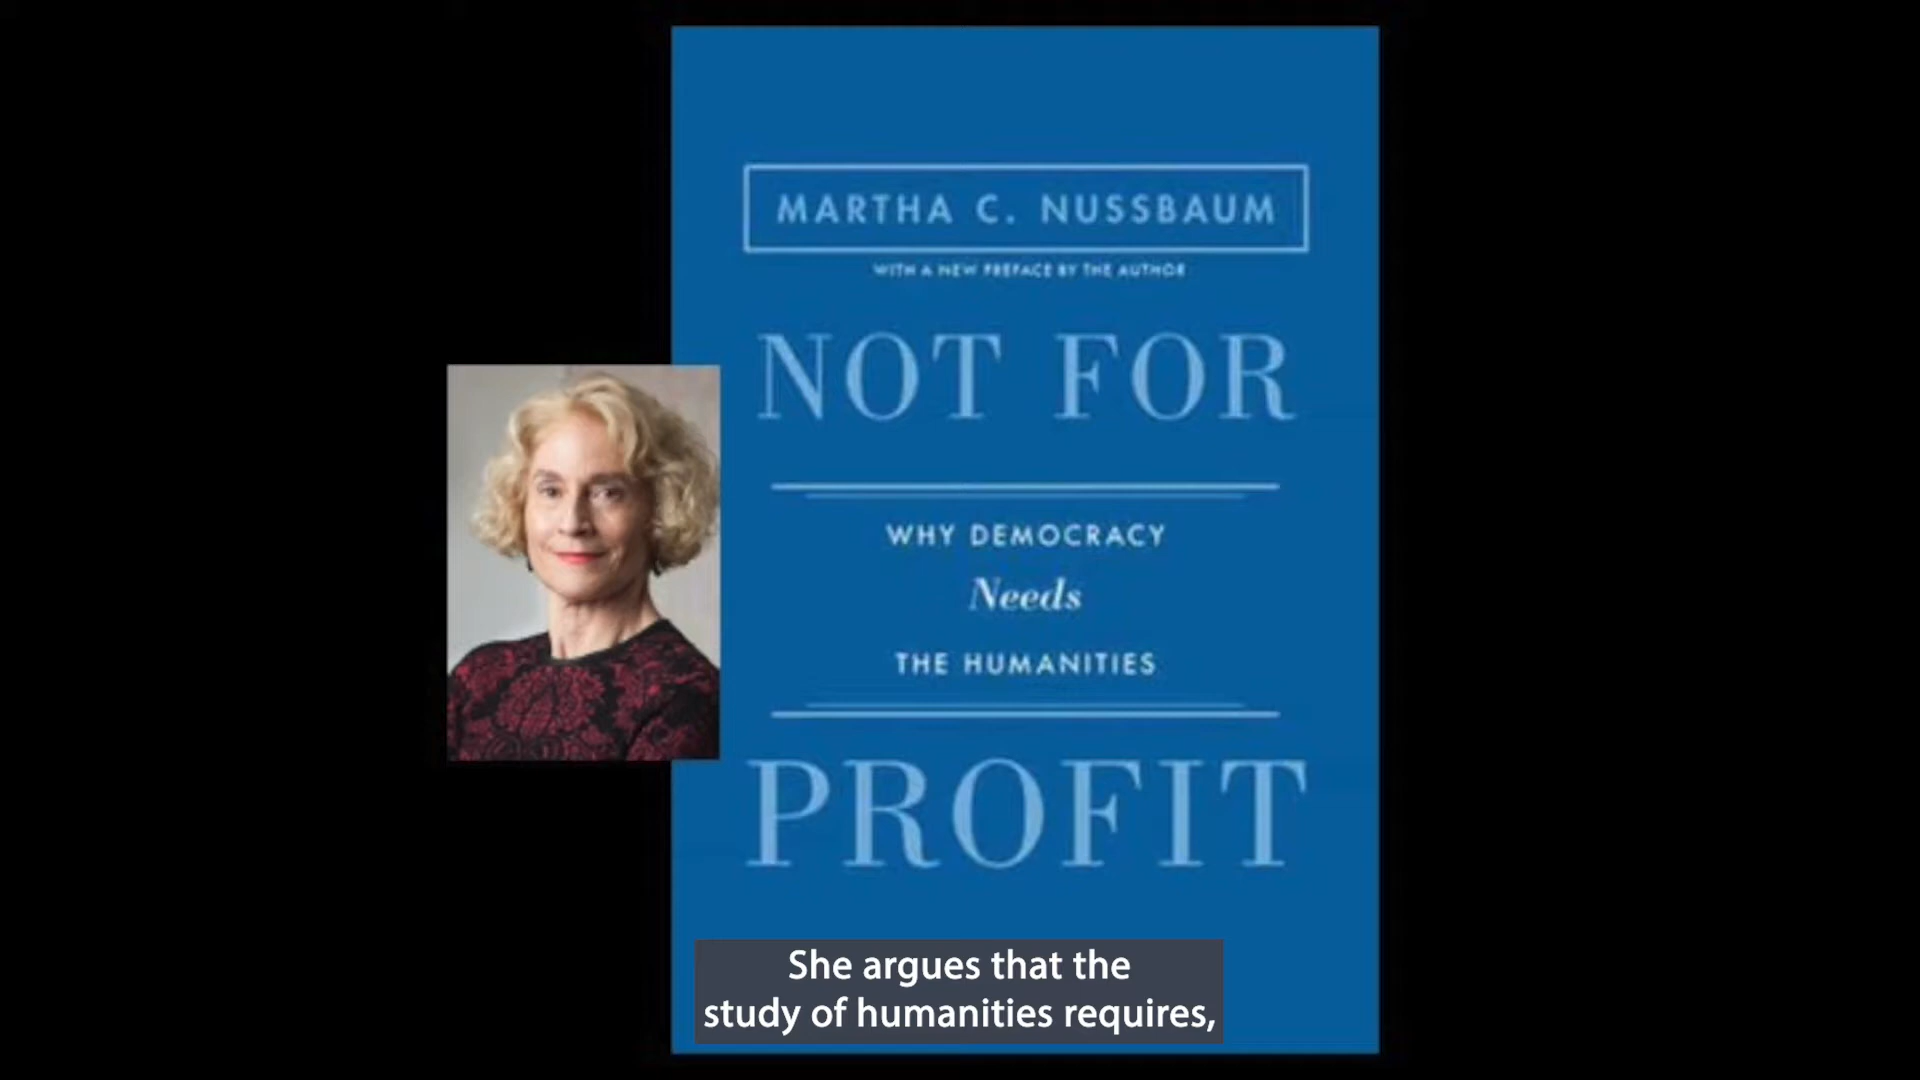 MARTHA C. NUSSBAUM
WITH A NEW PREFACE BY THE AUTHOR
NOT FOR
WHY DEMOCRACY
Needs
THE HUMANITIES
PROFIT
She argues that the
study of humanities requires,